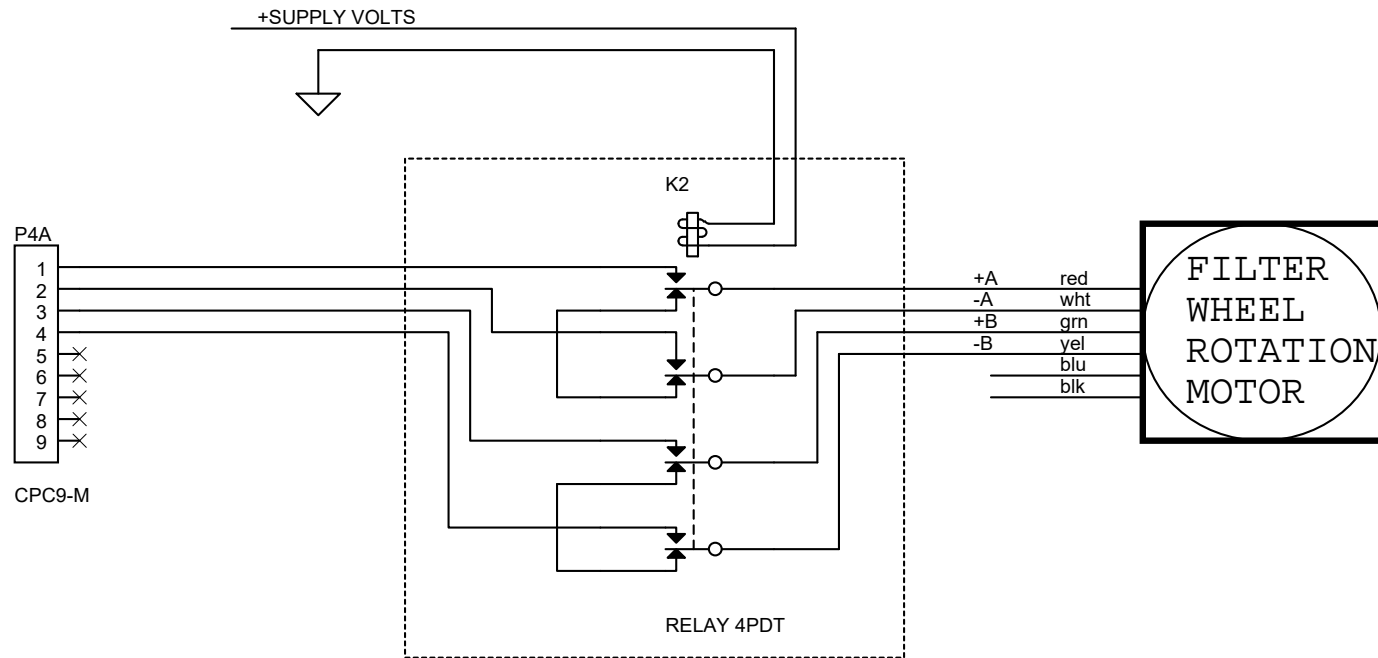 +SUPPLY VOLTS
K2
P4A
1
2
3
4
5
6
7
8
9
CPC9-M
+A red
-A wht
+B grn
-B yel
blu
blk
FILTER
WHEEL
ROTATION
MOTOR
RELAY 4PDT